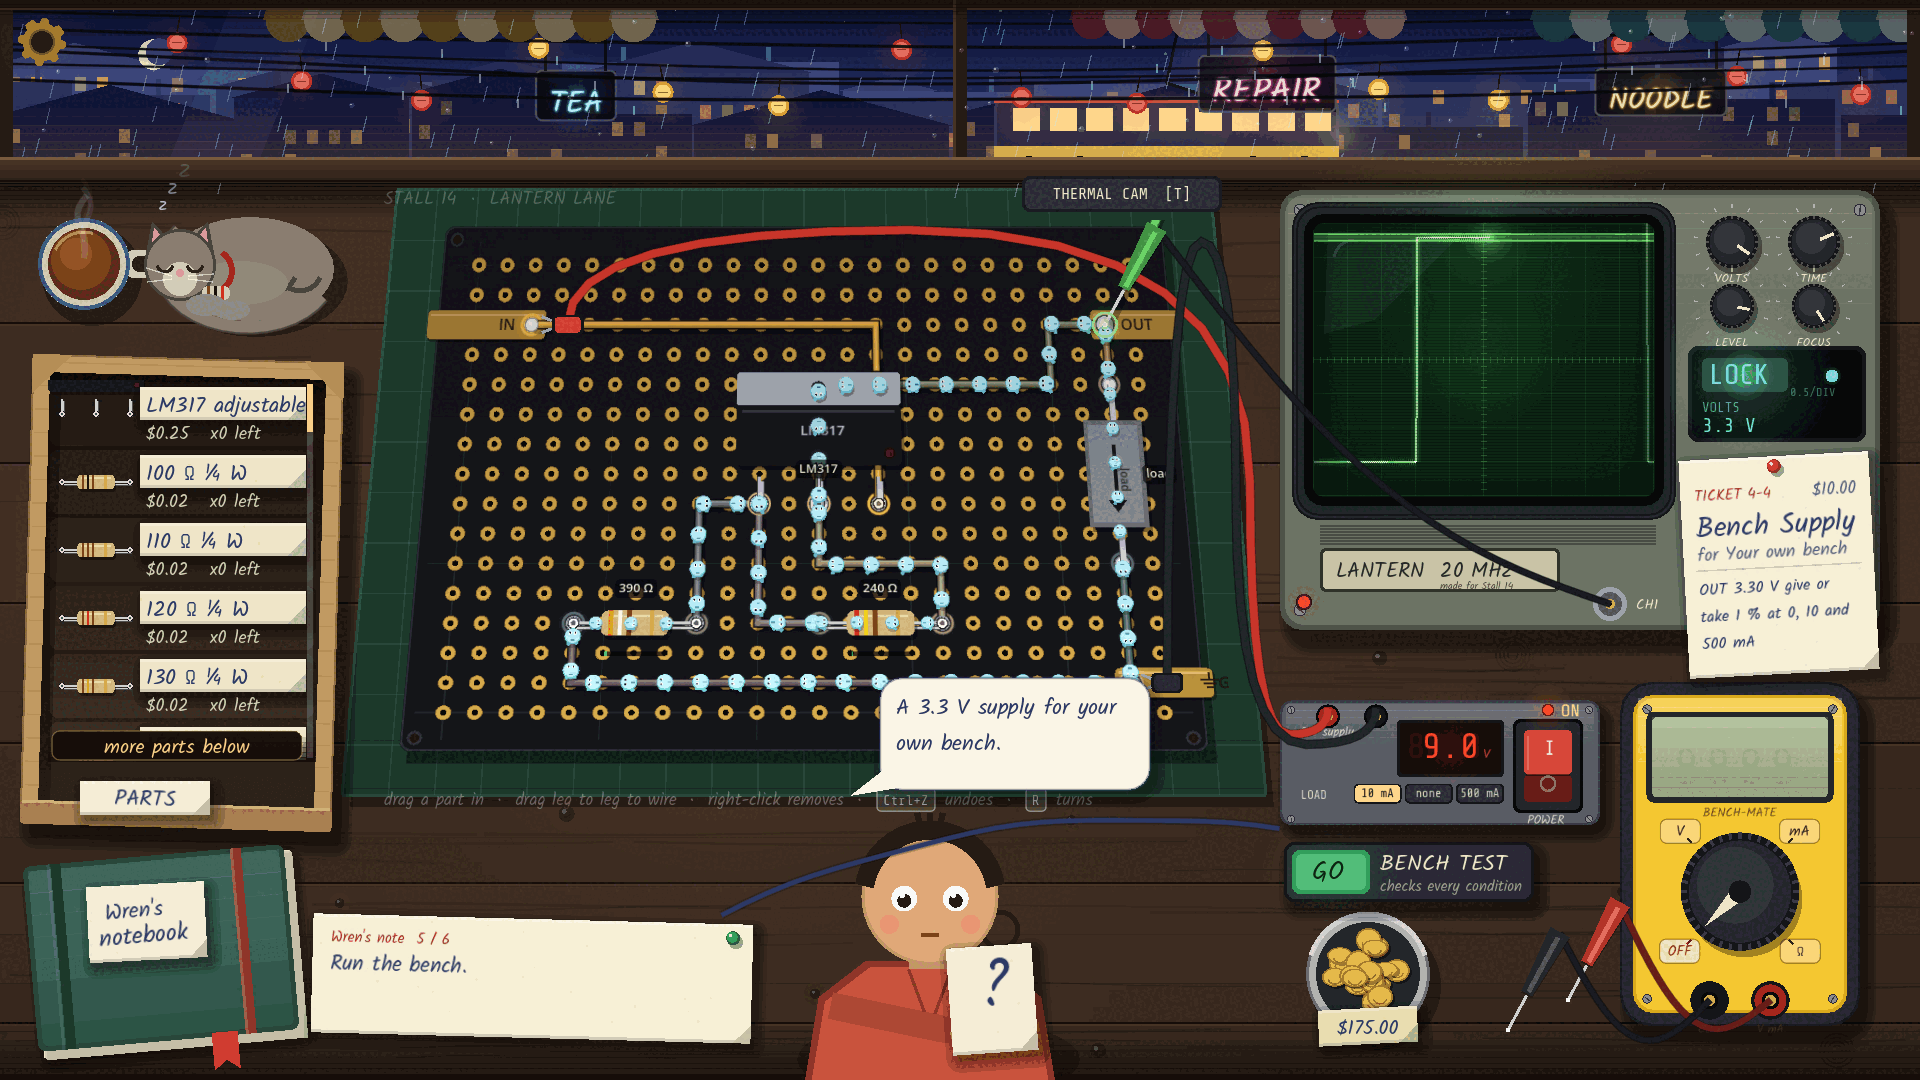 TEA
REPAIR
NOODLE
STALL 14 · LANTERN LANE
THERMAL CAM [T]
IN
OUT
LM317
LM317
load
390 Ω
240 Ω
G
LM317 adjustable
$0.25 x0 left
100 Ω ¼ W
$0.02 x0 left
110 Ω ¼ W
$0.02 x0 left
120 Ω ¼ W
$0.02 x0 left
130 Ω ¼ W
$0.02 x0 left
more parts below
PARTS
VOLTS
TIME
LEVEL
FOCUS
LOCK
0.5/DIV
VOLTS
3.3 V
LANTERN 20 MHz
made for Stall 14
CH1
TICKET 4-4 $10.00
Bench Supply
for Your own bench
OUT 3.30 V give or
take 1 % at 0, 10 and
500 mA
A 3.3 V supply for your
own bench.
drag a part in · drag leg to leg to wire · right-click removes · Ctrl+Z undoes · R turns
supply
9.0 V
ON
I
LOAD 10 mA none 500 mA
POWER
GO
BENCH TEST
checks every condition
BENCH-MATE
V
mA
OFF
Ω
$175.00
Wren's
notebook
Wren's note 5 / 6
Run the bench.
?
z
z
z